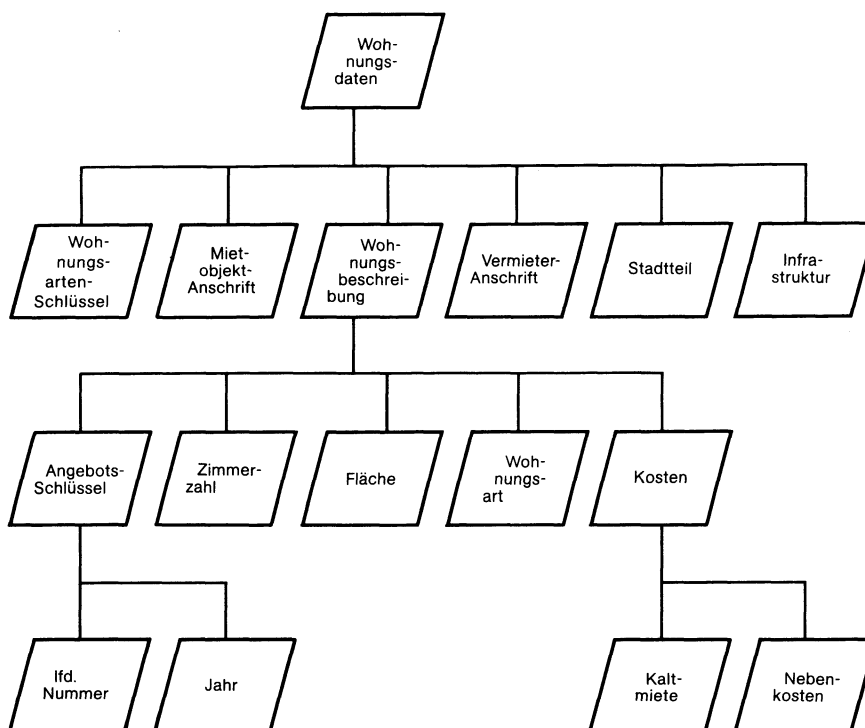 Woh-
nungs-
daten
Woh-
nungs-
arten-
Schlüssel
Miet-
objekt-
Anschrift
Woh-
nungs-
beschrei-
bung
Vermieter-
Anschrift
Stadtteil
Infra-
struktur
Angebots-
Schlüssel
Zimmer-
zahl
Fläche
Woh-
nungs-
art
Kosten
lfd.
Nummer
Jahr
Kalt-
miete
Neben-
kosten